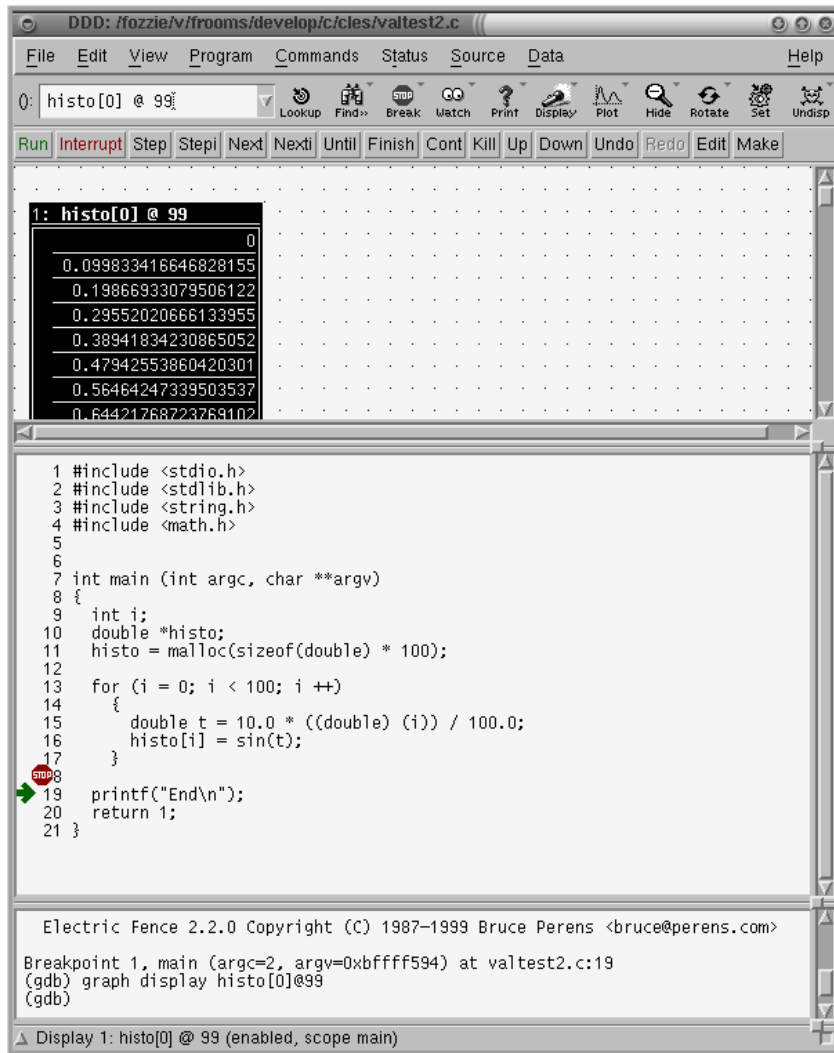 DDD: /fozzie/v/frooms/develop/c/cles/valtest2.c
File Edit View Program Commands Status Source Data Help
(): histo[0] @ 99
Lookup Find» Break Watch Print Display Plot Hide Rotate Set Undisp
Run Interrupt Step Stepi Next Nexti Until Finish Cont Kill Up Down Undo Redo Edit Make
1: histo[0] @ 99
0
0.099833416646828155
0.19866933079506122
0.29552020666133955
0.38941834230865052
0.47942553860420301
0.56464247339503537
0.64421768723769102
1 #include <stdio.h>
2 #include <stdlib.h>
3 #include <string.h>
4 #include <math.h>
5
6
7 int main (int argc, char **argv)
8 {
9 int i;
10 double *histo;
11 histo = malloc(sizeof(double) * 100);
12
13 for (i = 0; i < 100; i ++)
14 {
15 double t = 10.0 * ((double) (i)) / 100.0;
16 histo[i] = sin(t);
17 }
STOP 8
19 printf("End\n");
20 return 1;
21 }
Electric Fence 2.2.0 Copyright (C) 1987-1999 Bruce Perens <bruce@perens.com>
Breakpoint 1, main (argc=2, argv=0xbffff594) at valtest2.c:19
(gdb) graph display histo[0]@99
(gdb)
Display 1: histo[0] @ 99 (enabled, scope main)